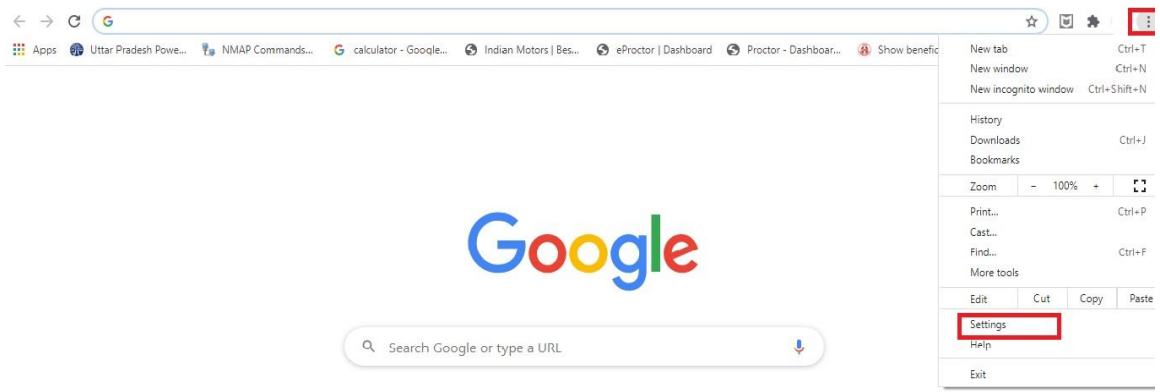 G
Apps Uttar Pradesh Powe... NMAP Commands... G calculator - Google... Indian Motors | Bes... eProctor | Dashboard Proctor - Dashboar... Show benefic
New tab Ctrl+T
New window Ctrl+N
New incognito window Ctrl+Shift+N
History
Downloads Ctrl+J
Bookmarks
Zoom - 100% +
Print... Ctrl+P
Cast...
Find... Ctrl+F
More tools
Edit Cut Copy Paste
Settings
Help
Exit
Google
Search Google or type a URL